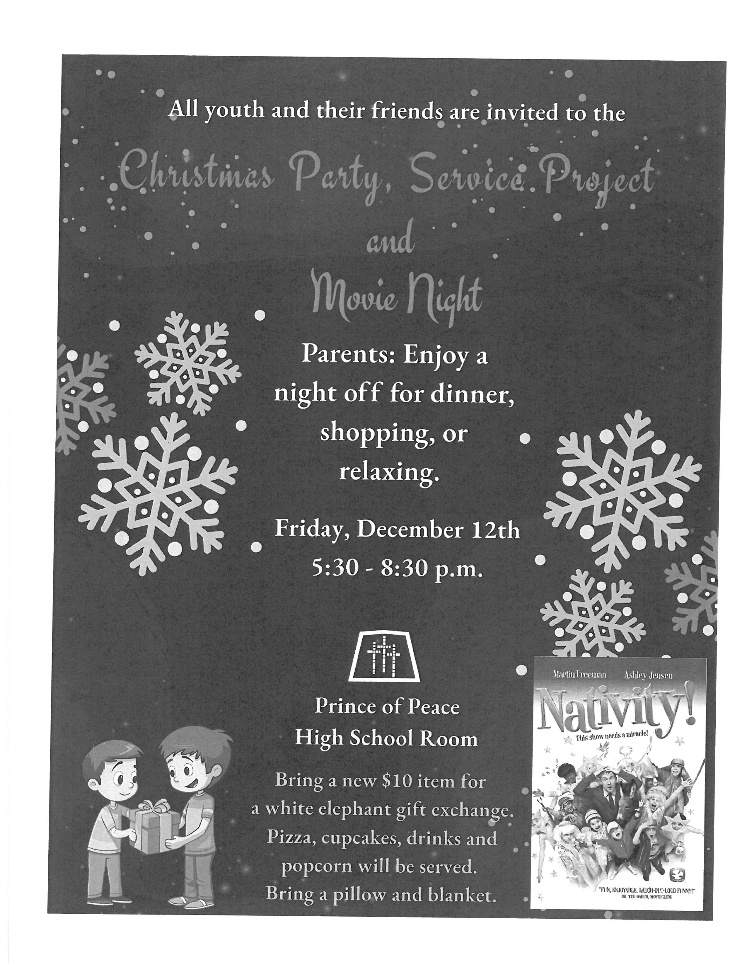 All youth and their friends are invited to the
Christmas Party, Service Project
and
Movie Night
Parents: Enjoy a
night off for dinner,
shopping, or
relaxing.
Friday, December 12th
5:30 - 8:30 p.m.
Prince of Peace
High School Room
Bring a new $10 item for
a white elephant gift exchange.
Pizza, cupcakes, drinks and
popcorn will be served.
Bring a pillow and blanket.
Martin Freeman Ashley Jensen
Nativity!
This show needs a miracle!